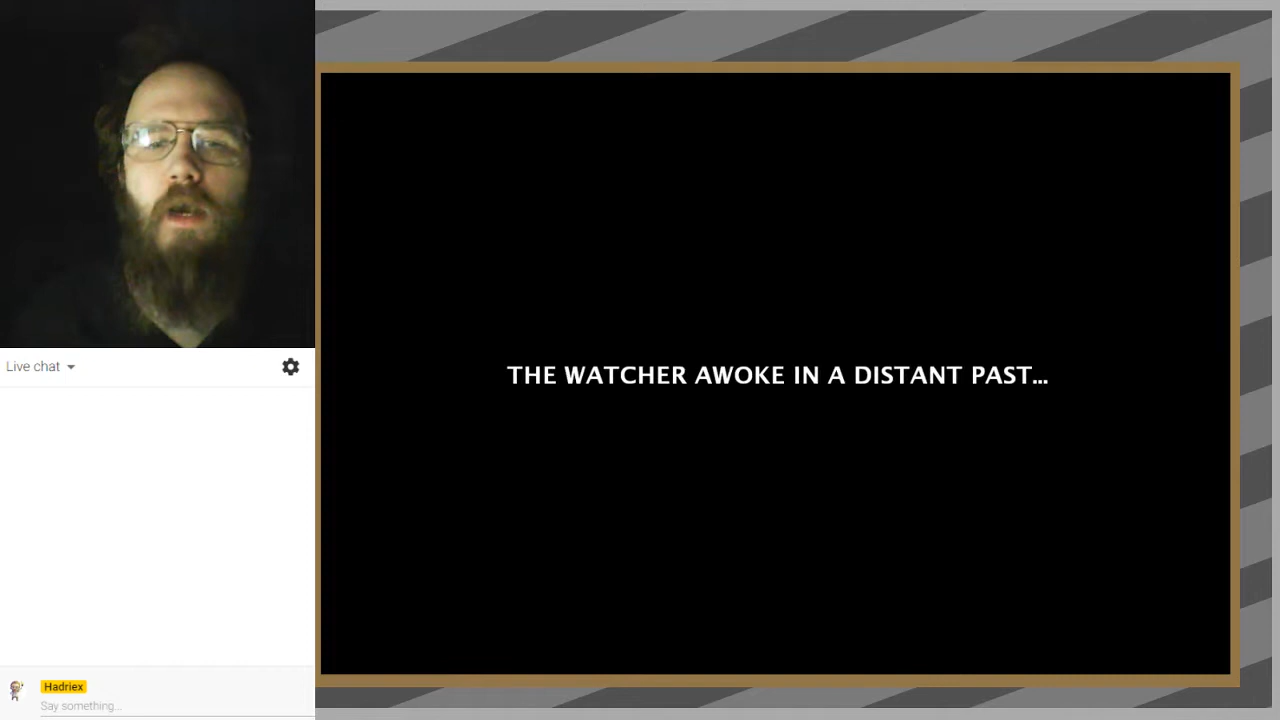 Live chat
THE WATCHER AWOKE IN A DISTANT PAST...
Hadriex
Say something...